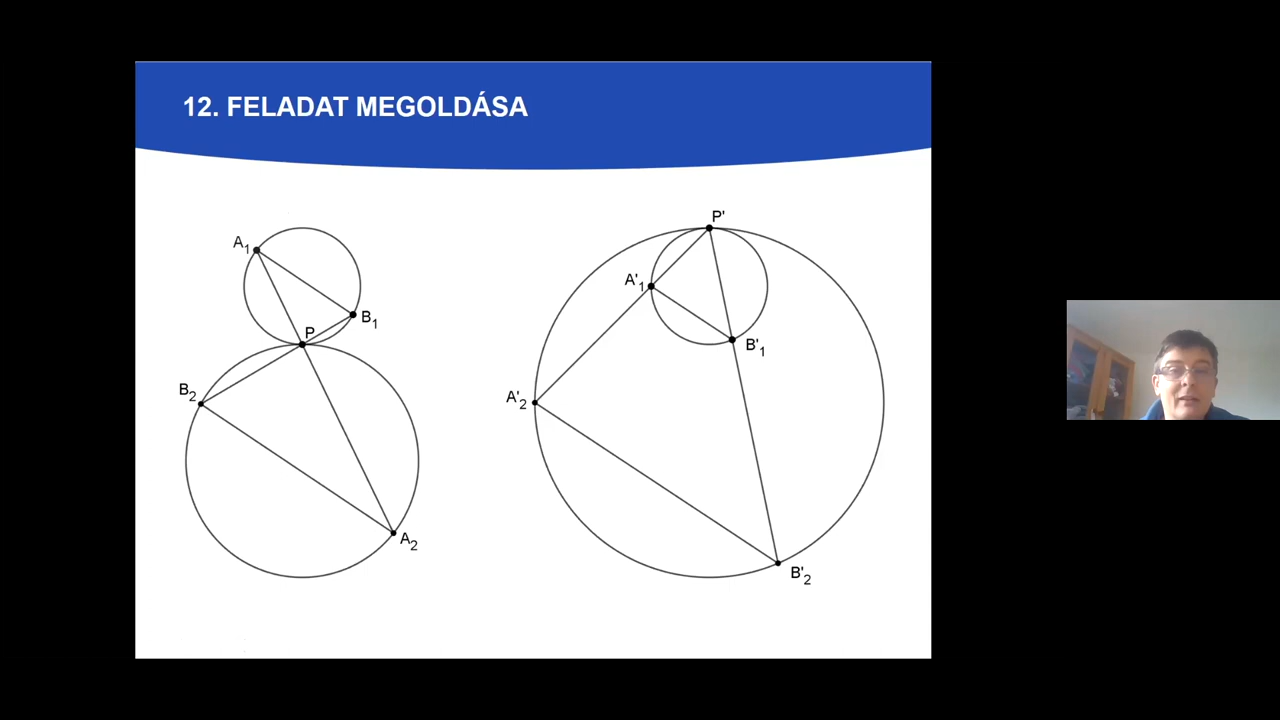 12. FELADAT MEGOLDÁSA
A₁
B₁
P
B₂
A₂
P'
A'₁
B'₁
A'₂
B'₂